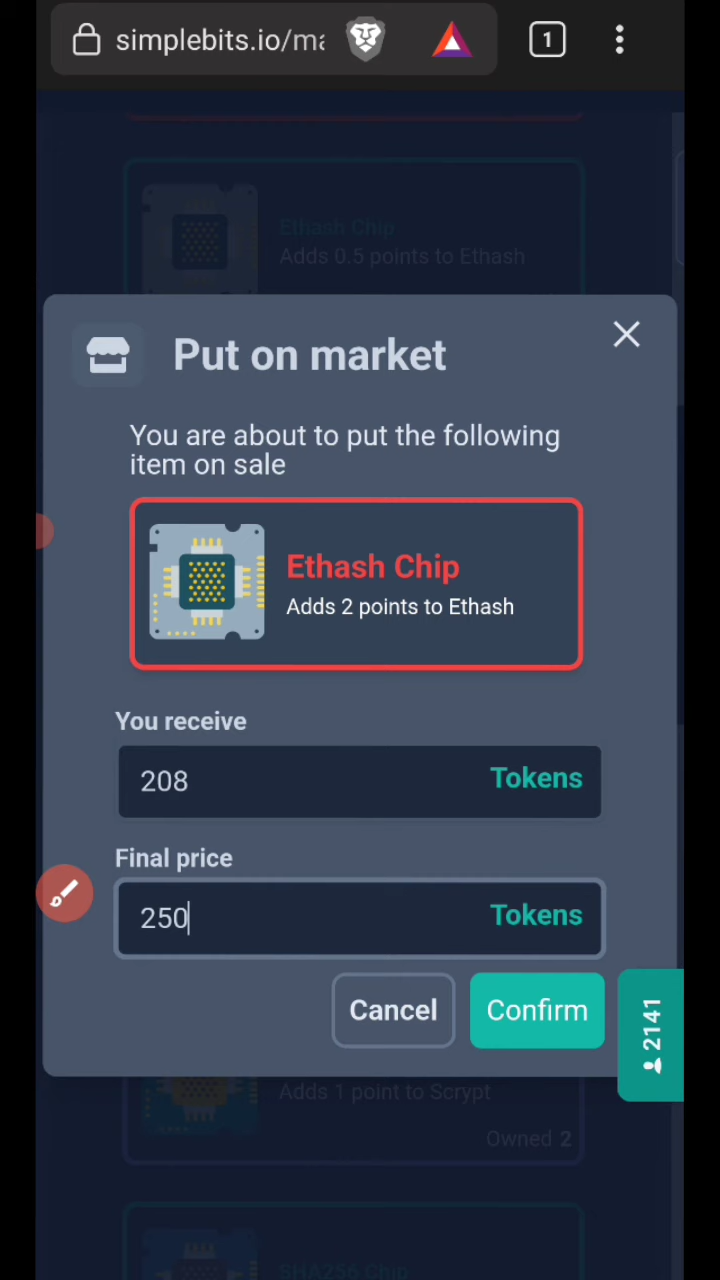 simplebits.io/ma
1
Ethash Chip
Adds 0.5 points to Ethash
Put on market
You are about to put the following
item on sale
Ethash Chip
Adds 2 points to Ethash
You receive
208 Tokens
Final price
250 Tokens
Cancel Confirm
2141
Adds 1 point to Scrypt
Owned 2
SHA256 Chip